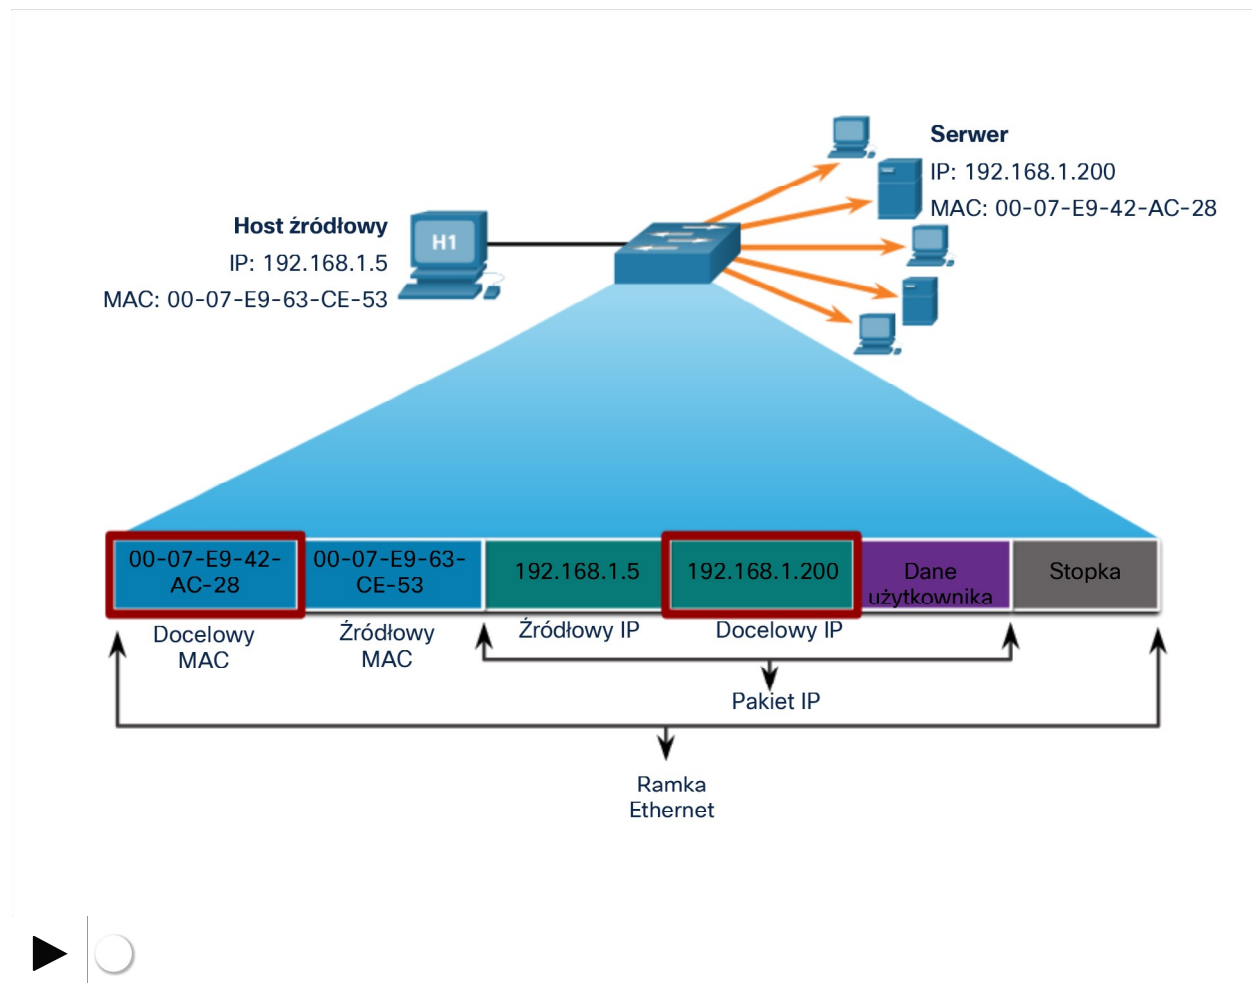 Serwer
IP: 192.168.1.200
MAC: 00-07-E9-42-AC-28
Host źródłowy
IP: 192.168.1.5
MAC: 00-07-E9-63-CE-53
H1
00-07-E9-42-
AC-28
00-07-E9-63-
CE-53
192.168.1.5
192.168.1.200
Dane
użytkownika
Stopka
Docelowy
MAC
Źródłowy
MAC
Źródłowy IP
Docelowy IP
Pakiet IP
Ramka
Ethernet